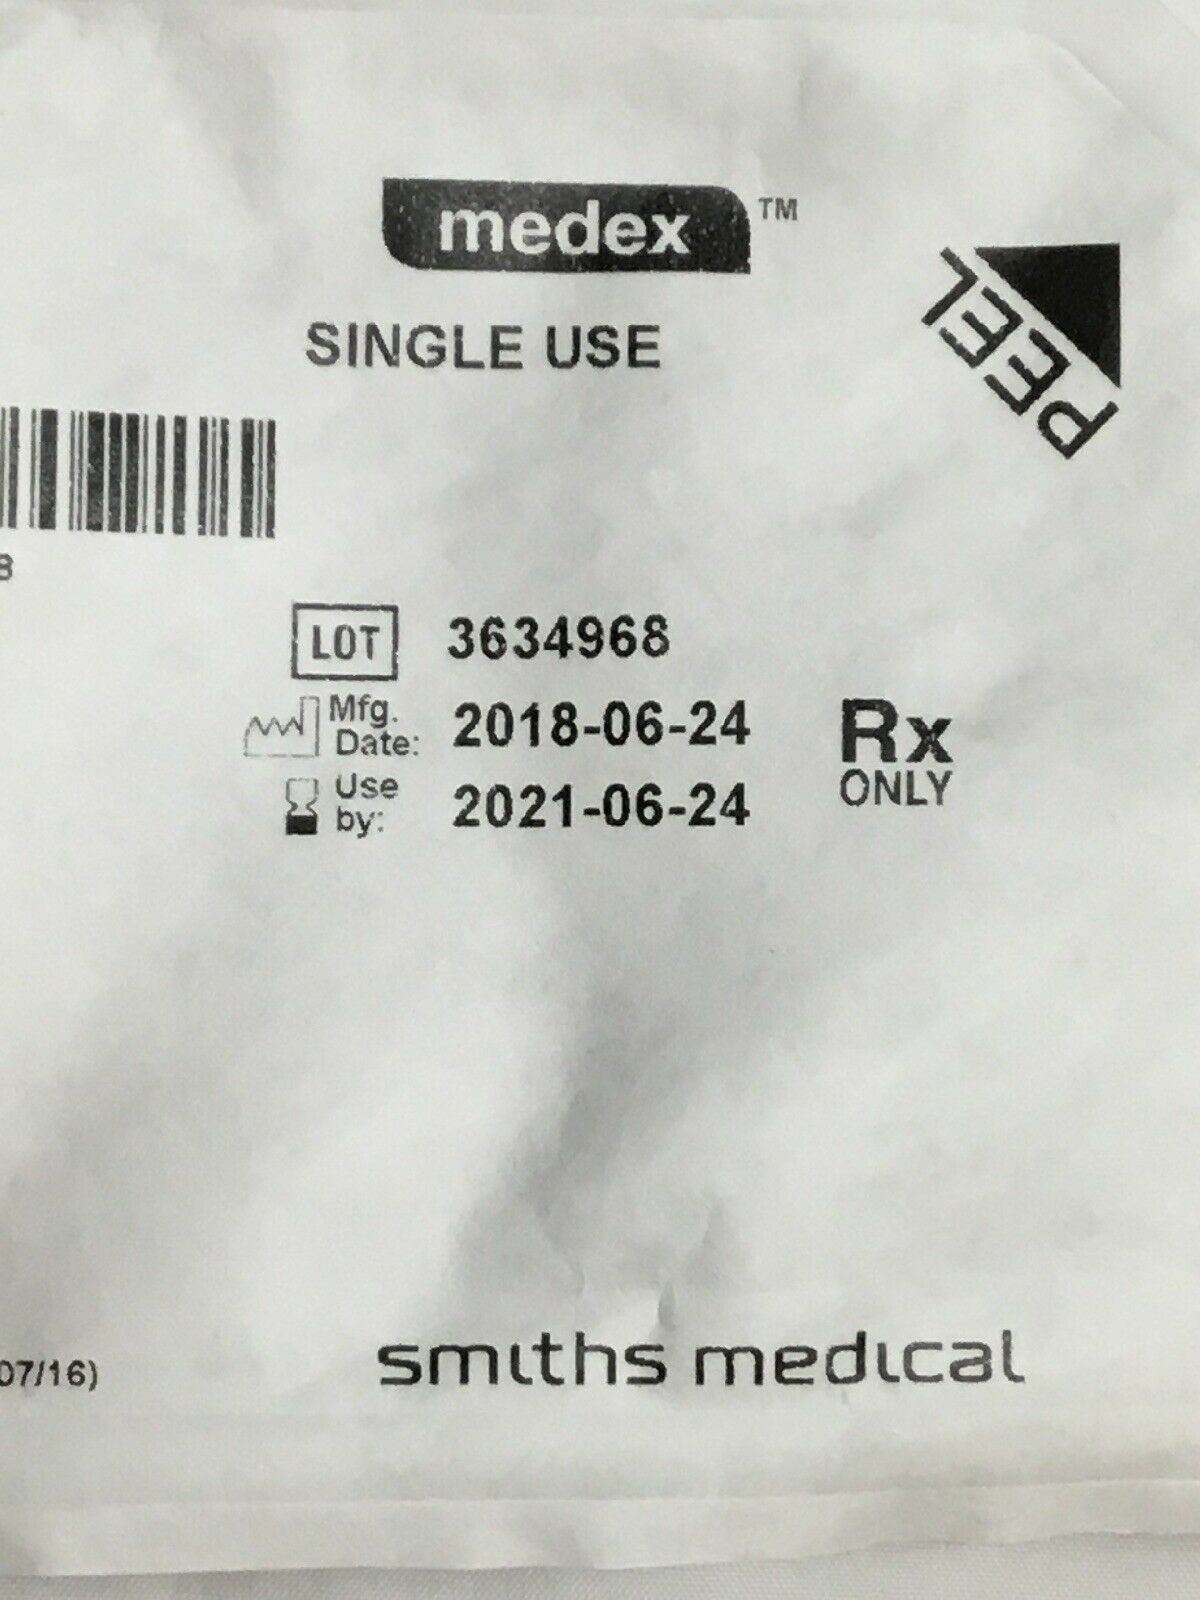 medex™
SINGLE USE
PEEL
8
LOT 3634968
Mfg. Date: 2018-06-24
Rx ONLY
Use by: 2021-06-24
07/16)
smiths medical